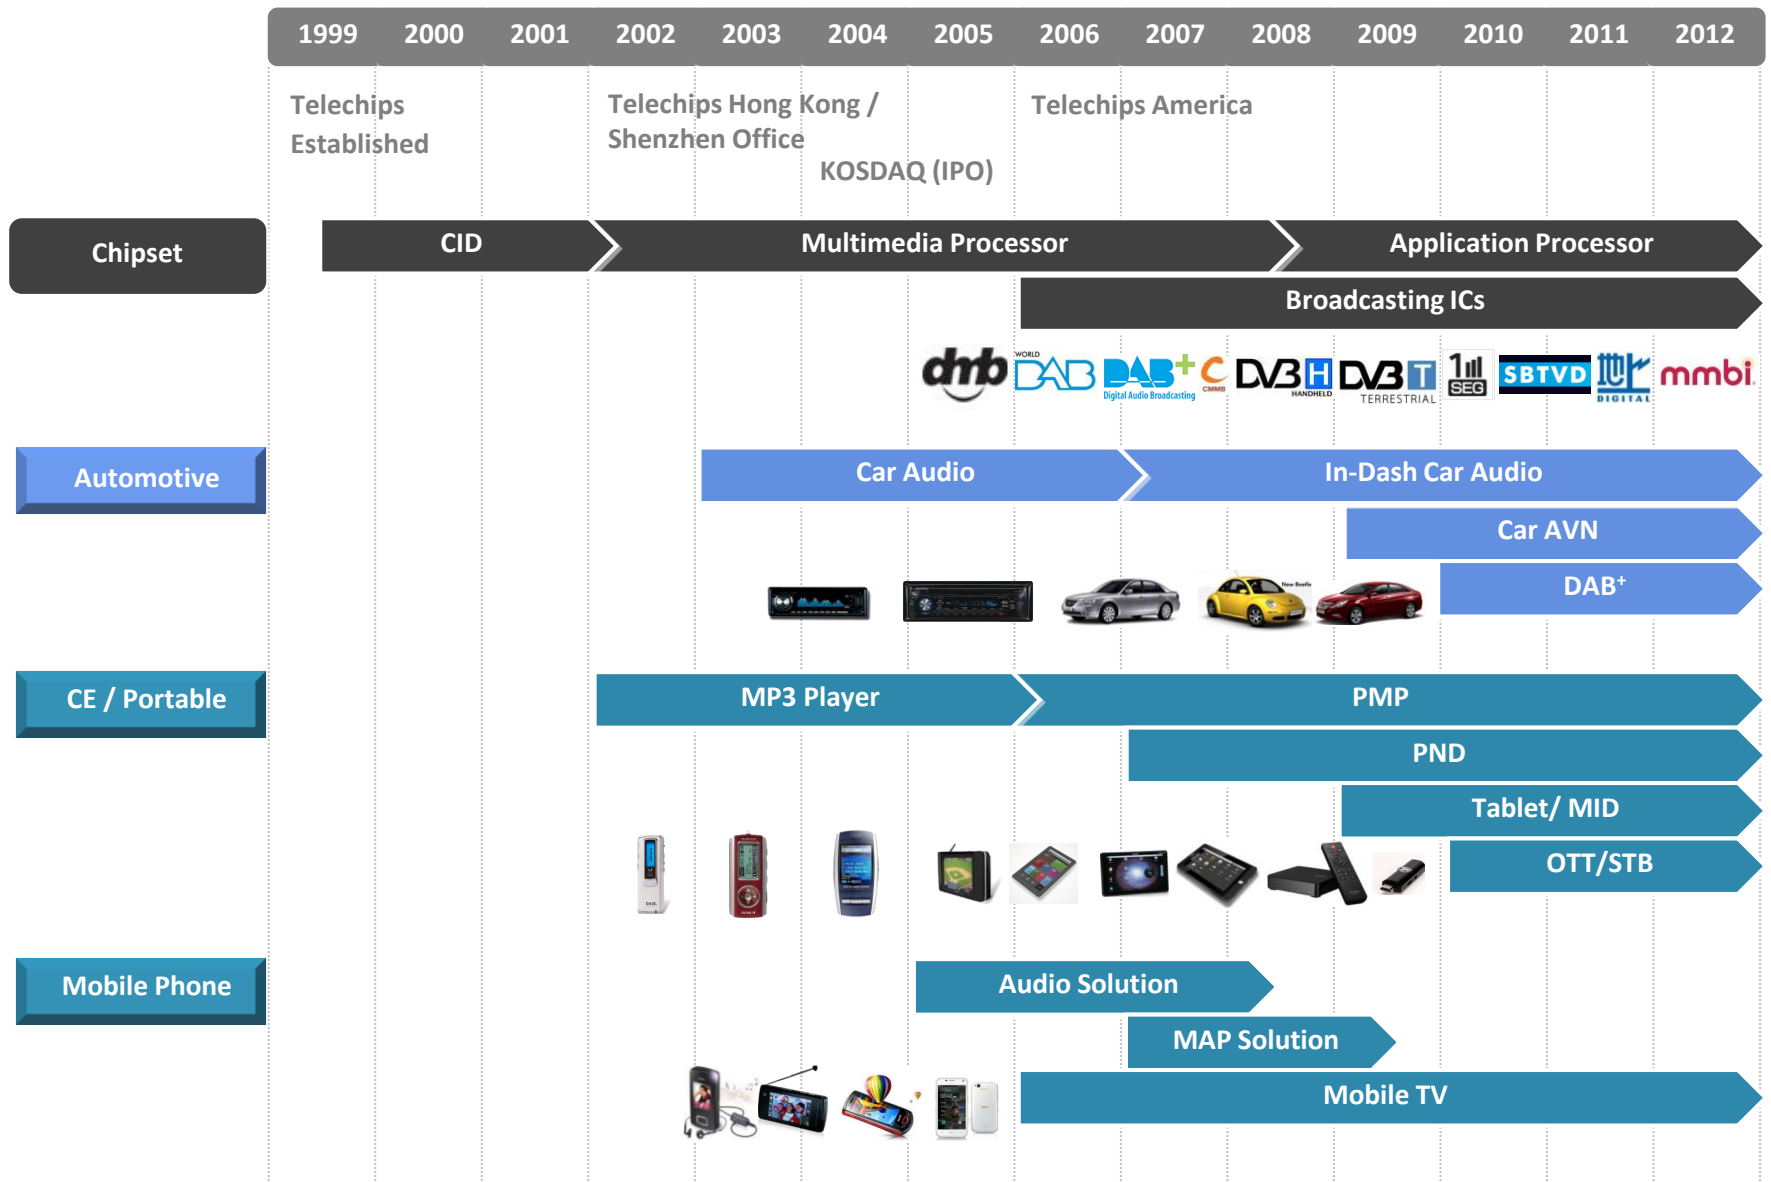 1999 2000 2001 2002 2003 2004 2005 2006 2007 2008 2009 2010 2011 2012
Telechips
Established
Telechips Hong Kong /
Shenzhen Office
KOSDAQ (IPO)
Telechips America
Chipset
CID
Multimedia Processor
Application Processor
Broadcasting ICs
dmb
WORLD
DAB
DAB+
Digital Audio Broadcasting
C
CMMB
DVB H
HANDHELD
DVB T
TERRESTRIAL
1
SEG
SBTVD
DIGITAL
mmbi
Automotive
Car Audio
In-Dash Car Audio
Car AVN
DAB+
New Beetle
CE / Portable
MP3 Player
PMP
PND
Tablet/ MID
OTT/STB
Mobile Phone
Audio Solution
MAP Solution
Mobile TV